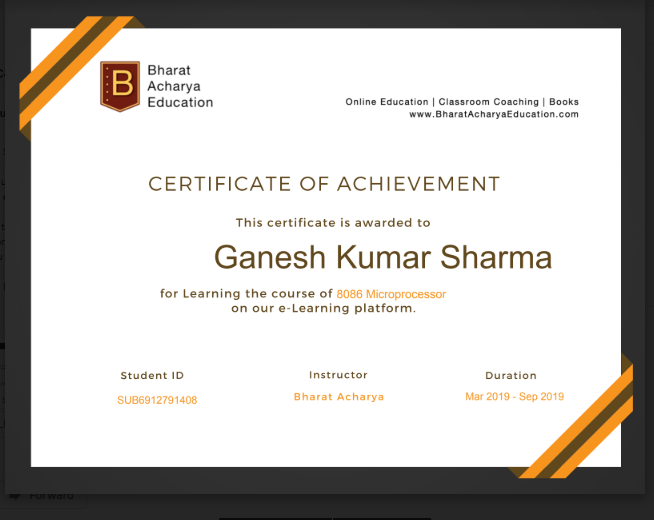 Bharat
Acharya
Education
Online Education | Classroom Coaching | Books
www.BharatAcharyaEducation.com
CERTIFICATE OF ACHIEVEMENT
This certificate is awarded to
Ganesh Kumar Sharma
for Learning the course of 8086 Microprocessor
on our e-Learning platform.
Student ID Instructor Duration
SUB6912791408 Bharat Acharya Mar 2019 - Sep 2019
Forward